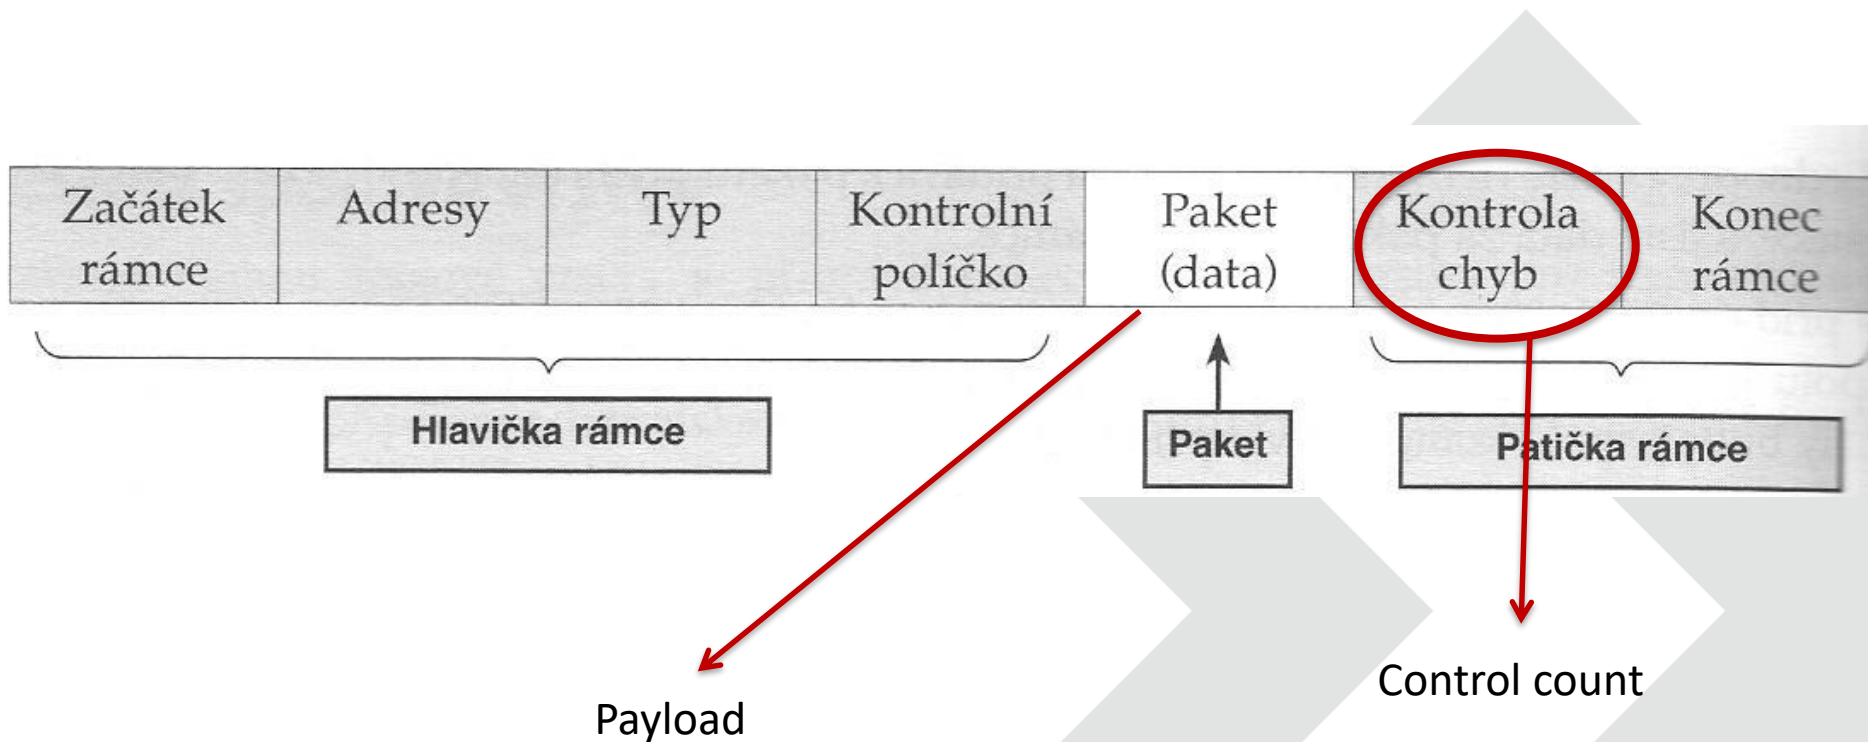 Začátek
rámce
Adresy
Typ
Kontrolní
políčko
Paket
(data)
Kontrola
chyb
Konec
rámce
Hlavička rámce
Paket
Patička rámce
Payload
Control count